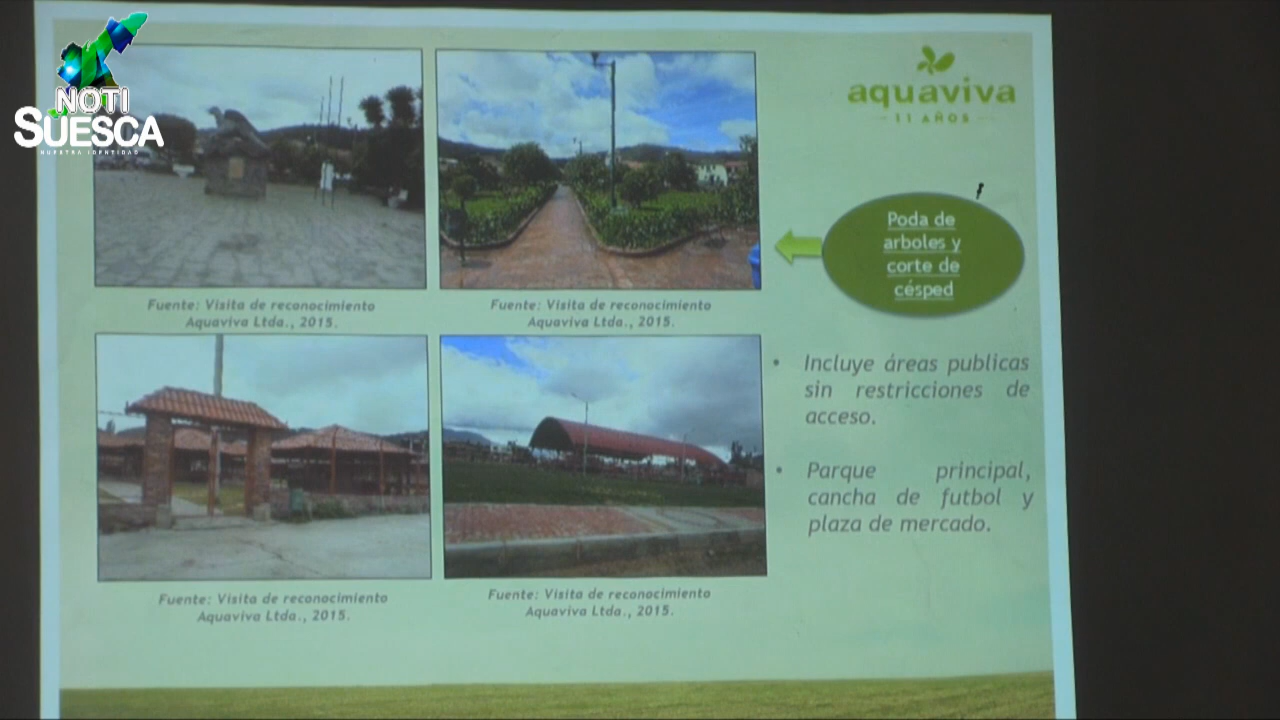 NOTI
SUESCA
NUESTRA IDENTIDAD
aquaviva
11 AÑOS
Poda de
arboles y
corte de
césped
Fuente: Visita de reconocimiento
Aquaviva Ltda., 2015.
Fuente: Visita de reconocimiento
Aquaviva Ltda., 2015.
• Incluye áreas publicas
sin restricciones de
acceso.
• Parque principal,
cancha de futbol y
plaza de mercado.
Fuente: Visita de reconocimiento
Aquaviva Ltda., 2015.
Fuente: Visita de reconocimiento
Aquaviva Ltda., 2015.